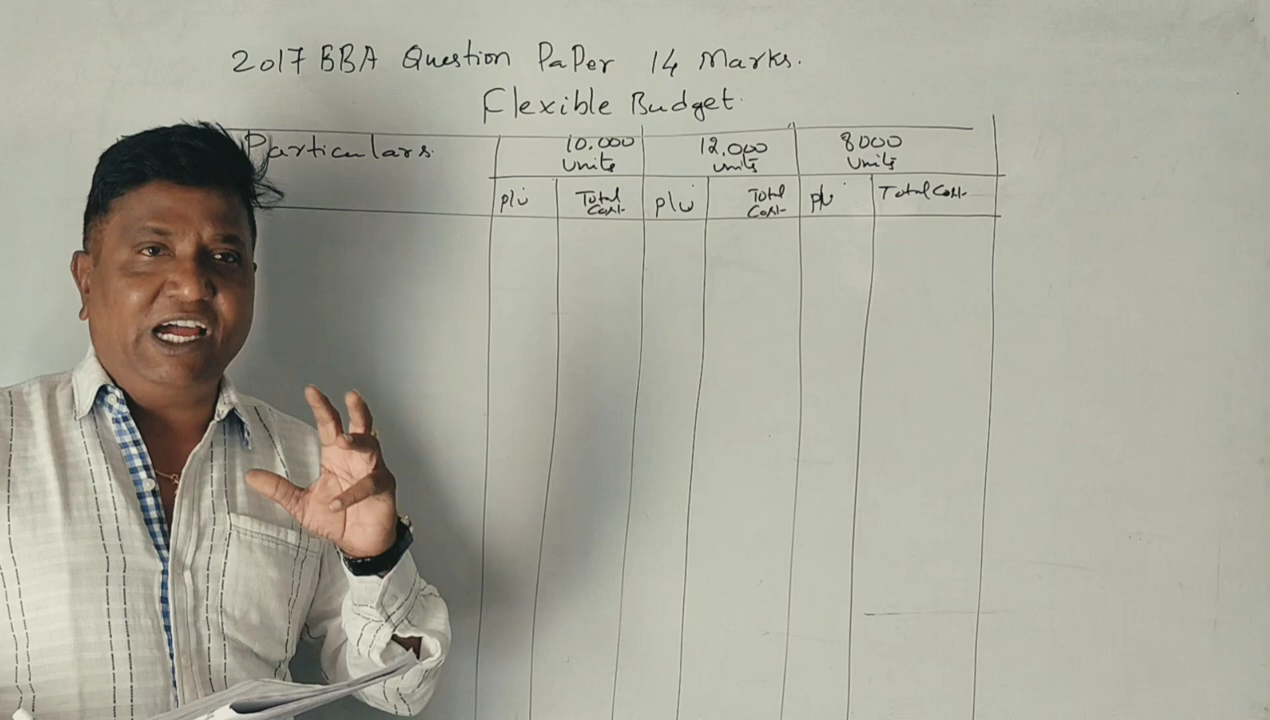 2017 BBA Question PaPer 14 Marks.
Flexible Budget.
Particulars 10.000 units 12,000 units 8000 units
P/U Total Cost P/U Total Cost P/U Total Cost